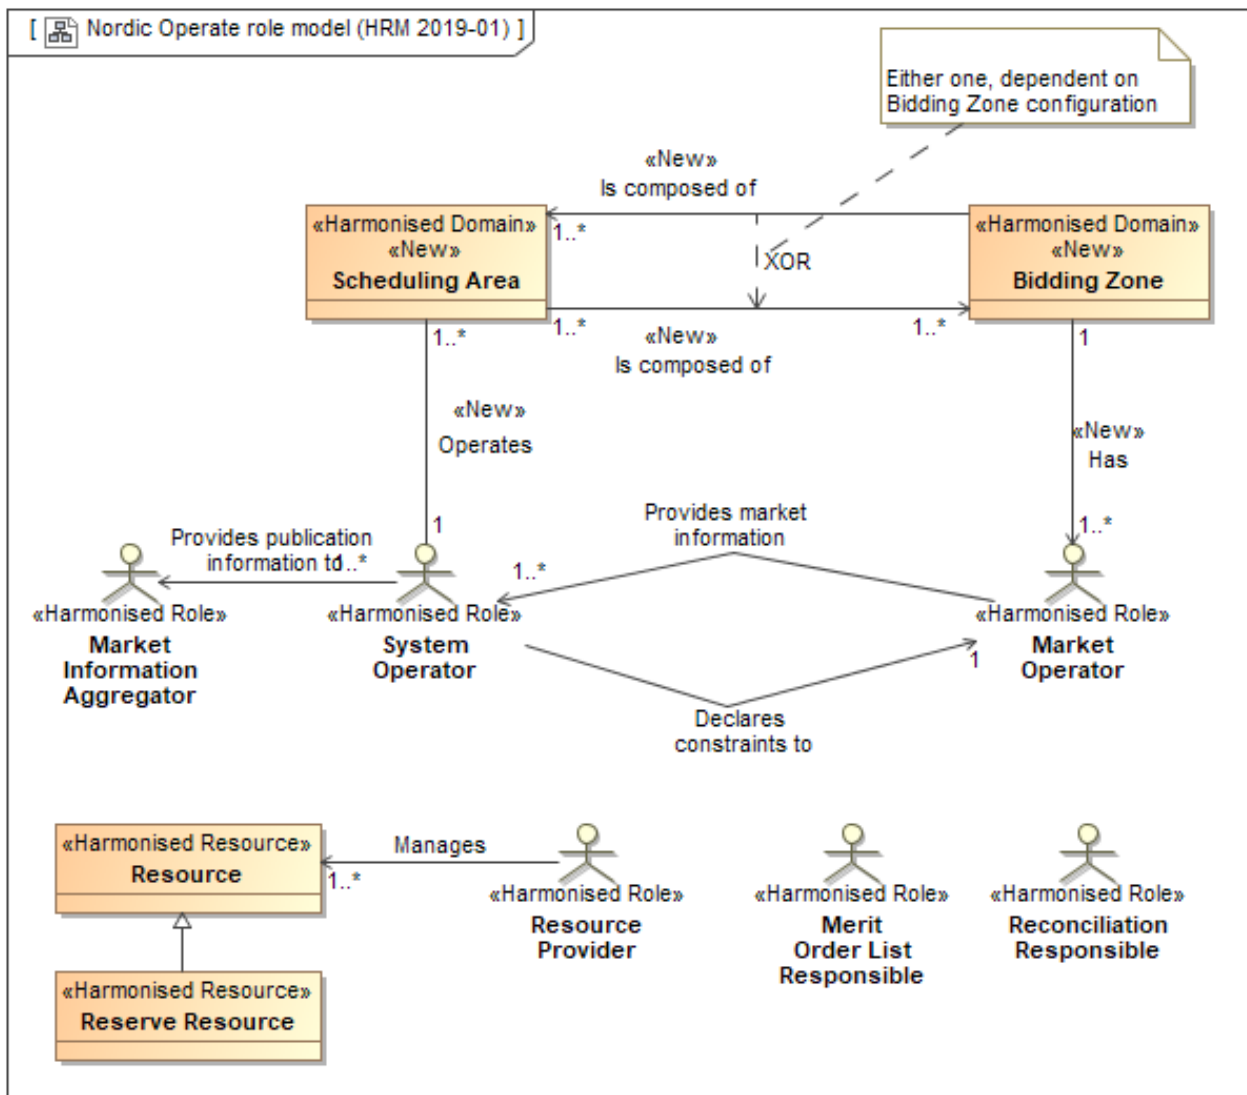 [ Nordic Operate role model (HRM 2019-01) ]
Either one, dependent on
Bidding Zone configuration
«New»
Is composed of
«Harmonised Domain»
«New»
Scheduling Area
1..*
XOR
«Harmonised Domain»
«New»
Bidding Zone
1..*
1..*
1..*
1
«New»
Is composed of
«New»
Operates
«New»
Has
Provides publication
information to
1..*
1
Provides market
information
1..*
1..*
«Harmonised Role»
Market
Information
Aggregator
«Harmonised Role»
System
Operator
«Harmonised Role»
Market
Operator
1
Declares
constraints to
«Harmonised Resource»
Resource
Manages
1..*
«Harmonised Role»
Resource
Provider
«Harmonised Role»
Merit
Order List
Responsible
«Harmonised Role»
Reconciliation
Responsible
«Harmonised Resource»
Reserve Resource